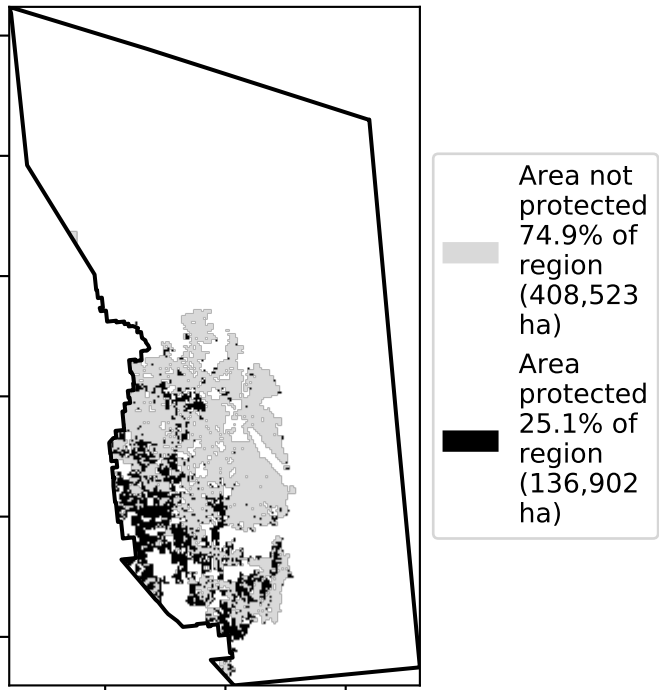 Area not
protected
74.9% of
region
(408,523
ha)
Area
protected
25.1% of
region
(136,902
ha)